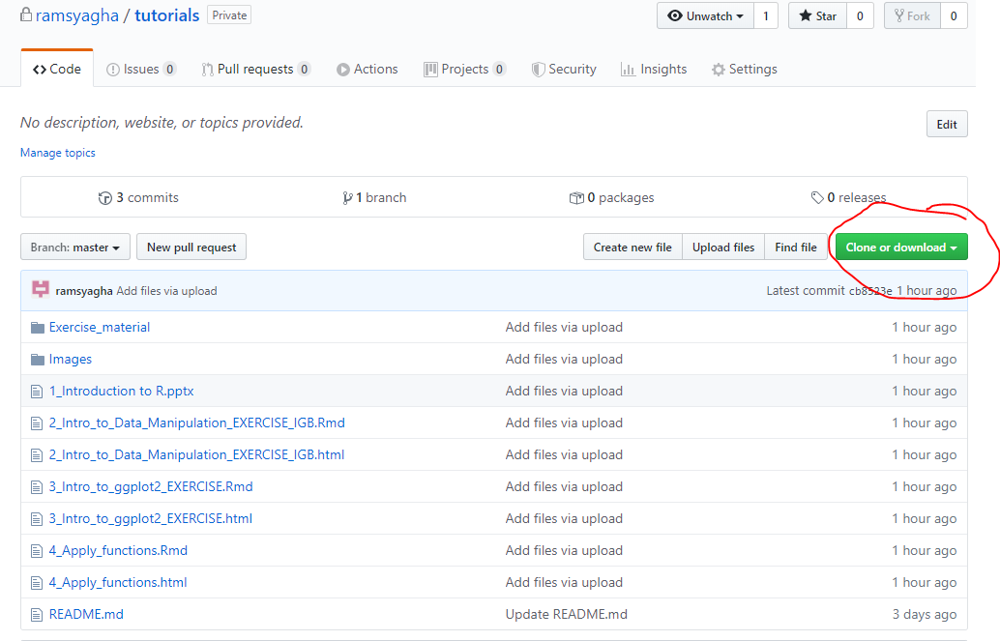 ramsyagha / tutorials Private Unwatch 1 Star 0 Fork 0
Code Issues 0 Pull requests 0 Actions Projects 0 Security Insights Settings
No description, website, or topics provided. Edit
Manage topics
3 commits 1 branch 0 packages 0 releases
Branch: master New pull request Create new file Upload files Find file Clone or download
ramsyagha Add files via upload Latest commit cb8523e 1 hour ago
Exercise_material Add files via upload 1 hour ago
Images Add files via upload 1 hour ago
1_Introduction to R.pptx Add files via upload 1 hour ago
2_Intro_to_Data_Manipulation_EXERCISE_IGB.Rmd Add files via upload 1 hour ago
2_Intro_to_Data_Manipulation_EXERCISE_IGB.html Add files via upload 1 hour ago
3_Intro_to_ggplot2_EXERCISE.Rmd Add files via upload 1 hour ago
3_Intro_to_ggplot2_EXERCISE.html Add files via upload 1 hour ago
4_Apply_functions.Rmd Add files via upload 1 hour ago
4_Apply_functions.html Add files via upload 1 hour ago
README.md Update README.md 3 days ago